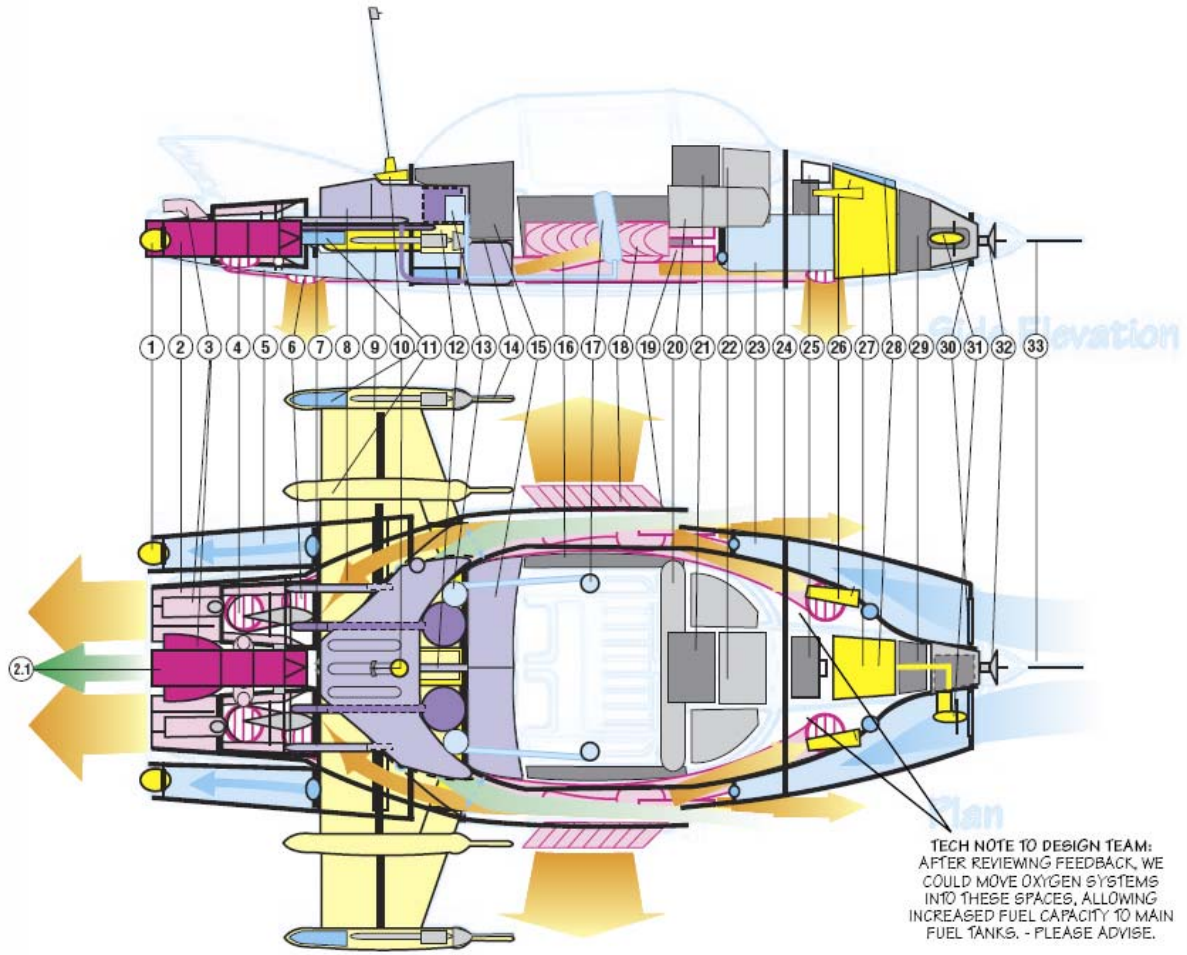 Side Elevation
1 2 3 4 5 6 7 8 9 10 11 12 13 14 15 16 17 18 19 20 21 22 23 24 25 26 27 28 29 30 31 32 33
2.1
Plan
TECH NOTE TO DESIGN TEAM:
AFTER REVIEWING FEEDBACK, WE
COULD MOVE OXYGEN SYSTEMS
INTO THESE SPACES, ALLOWING
INCREASED FUEL CAPACITY TO MAIN
FUEL TANKS. - PLEASE ADVISE.